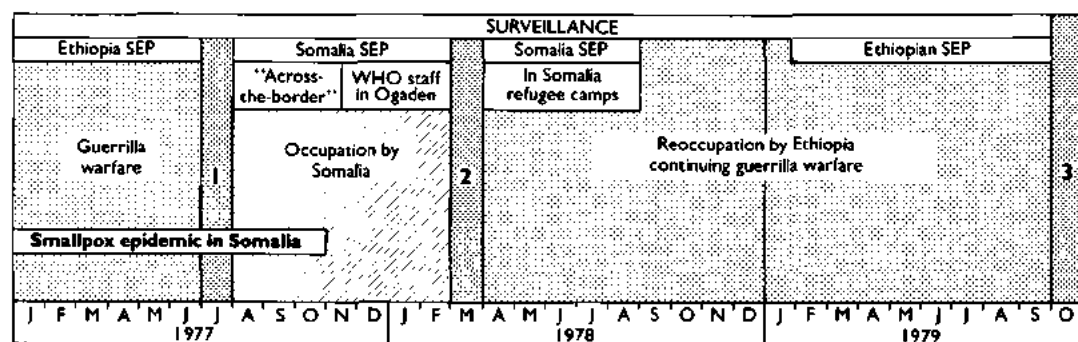 SURVEILLANCE
Ethiopia SEP
Somalia SEP
Somalia SEP
Ethiopian SEP
"Across-
the-border"
WHO staff
in Ogaden
In Somalia
refugee camps
Guerrilla
warfare
1
Occupation by
Somalia
2
Reoccupation by Ethiopia
continuing guerrilla warfare
3
Smallpox epidemic in Somalia
J F M A M J J A S O N D J F M A M J J A S O N D J F M A M J J A S O
1977 1978 1979